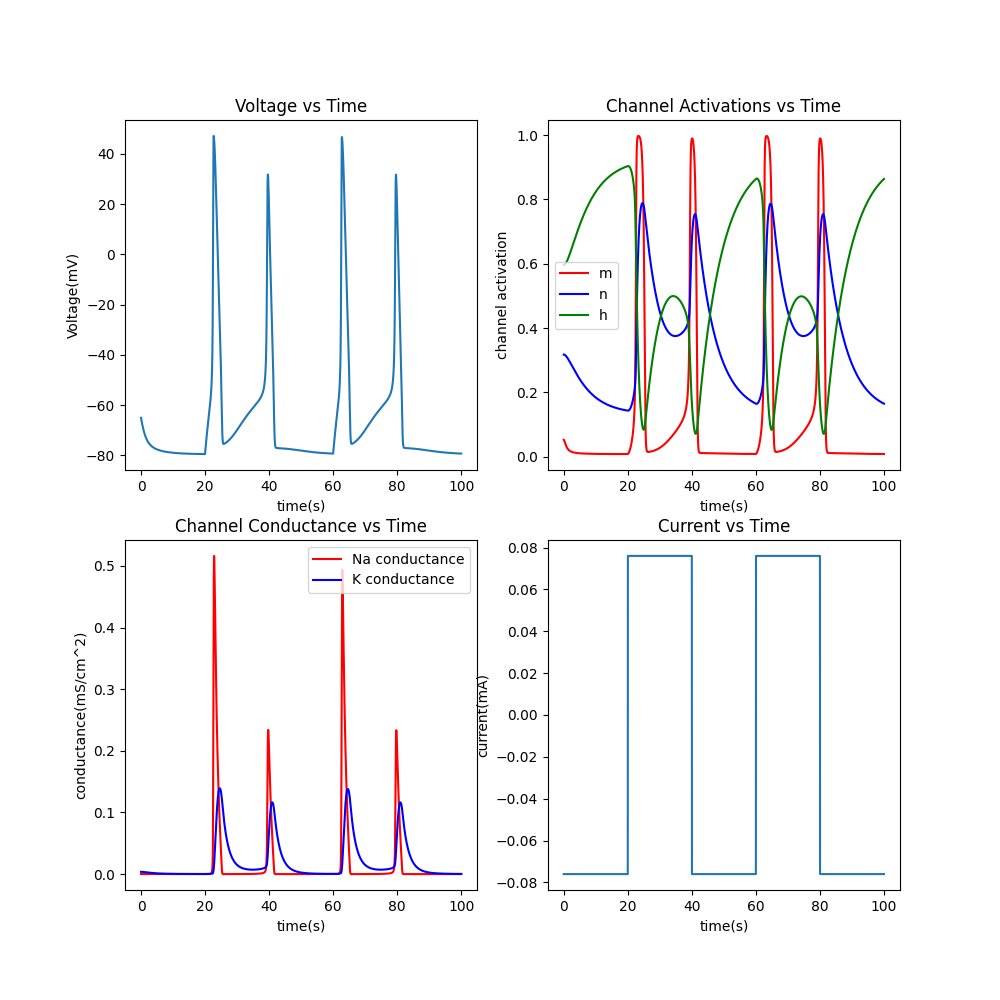 Voltage vs Time
Voltage(mV)
40
20
0
−20
−40
−60
−80
0 20 40 60 80 100
time(s)
Channel Activations vs Time
channel activation
1.0
0.8
0.6
0.4
0.2
0.0
m
n
h
0 20 40 60 80 100
time(s)
Channel Conductance vs Time
conductance(mS/cm^2)
0.5
0.4
0.3
0.2
0.1
0.0
Na conductance
K conductance
0 20 40 60 80 100
time(s)
Current vs Time
current(mA)
0.08
0.06
0.04
0.02
0.00
−0.02
−0.04
−0.06
−0.08
0 20 40 60 80 100
time(s)